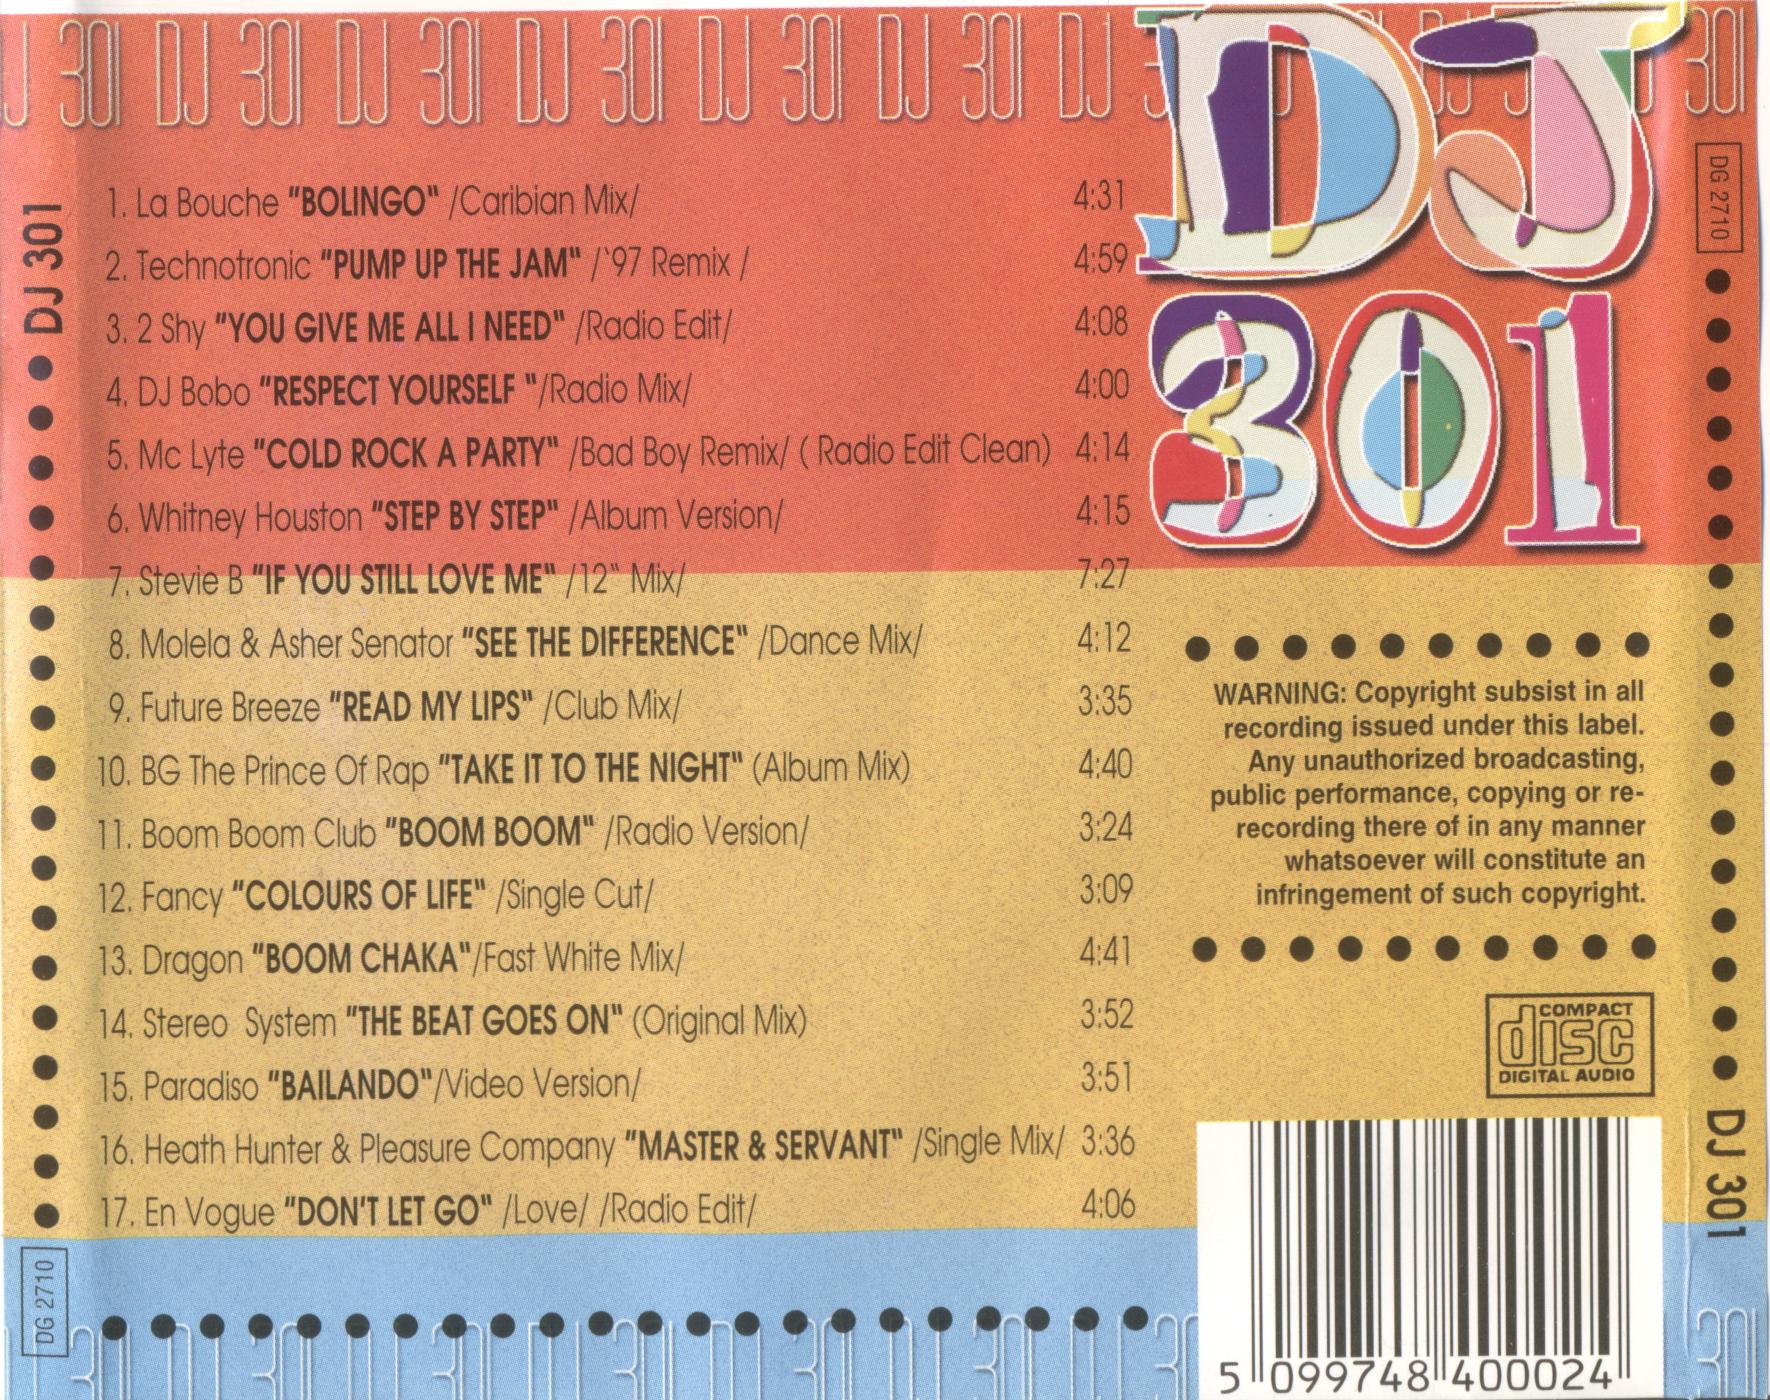 DJ 301 DJ 301 DJ 301 DJ 301 DJ 301 DJ 301 DJ
DJ
301
DJ 301
DG 2710
1. La Bouche "BOLINGO" /Caribian Mix/ 4:31
2. Technotronic "PUMP UP THE JAM" /`97 Remix / 4:59
3. 2 Shy "YOU GIVE ME ALL I NEED" /Radio Edit/ 4:08
4. DJ Bobo "RESPECT YOURSELF "/Radio Mix/ 4:00
5. Mc Lyte "COLD ROCK A PARTY" /Bad Boy Remix/ ( Radio Edit Clean) 4:14
6. Whitney Houston "STEP BY STEP" /Album Version/ 4:15
7. Stevie B "IF YOU STILL LOVE ME" /12" Mix/ 7:27
8. Molela & Asher Senator "SEE THE DIFFERENCE" /Dance Mix/ 4:12
9. Future Breeze "READ MY LIPS" /Club Mix/ 3:35
10. BG The Prince Of Rap "TAKE IT TO THE NIGHT" (Album Mix) 4:40
11. Boom Boom Club "BOOM BOOM" /Radio Version/ 3:24
12. Fancy "COLOURS OF LIFE" /Single Cut/ 3:09
13. Dragon "BOOM CHAKA"/Fast White Mix/ 4:41
14. Stereo System "THE BEAT GOES ON" (Original Mix) 3:52
15. Paradiso "BAILANDO"/Video Version/ 3:51
16. Heath Hunter & Pleasure Company "MASTER & SERVANT" /Single Mix/ 3:36
17. En Vogue "DON'T LET GO" /Love/ /Radio Edit/ 4:06
WARNING: Copyright subsist in all
recording issued under this label.
Any unauthorized broadcasting,
public performance, copying or re-
recording there of in any manner
whatsoever will constitute an
infringement of such copyright.
COMPACT
disc
DIGITAL AUDIO
DJ 301
DG 2710
5 099748 400024